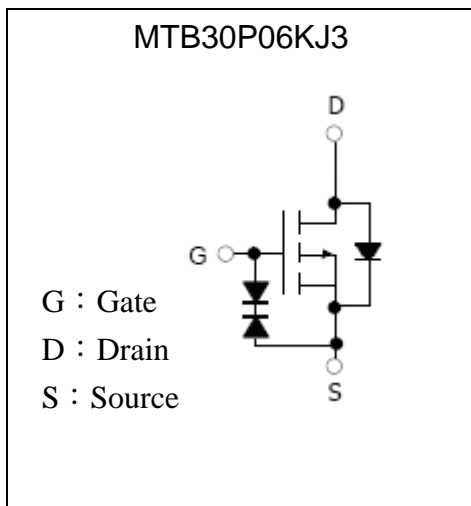 MTB30P06KJ3
D
G
G：Gate
D：Drain
S：Source
S